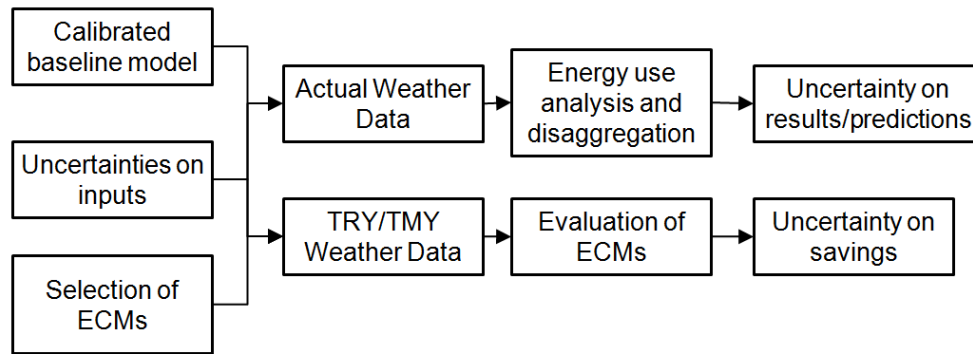 Calibrated
baseline model
Uncertainties on
inputs
Selection of
ECMs
Actual Weather
Data
Energy use
analysis and
disaggregation
Uncertainty on
results/predictions
TRY/TMY
Weather Data
Evaluation of
ECMs
Uncertainty on
savings